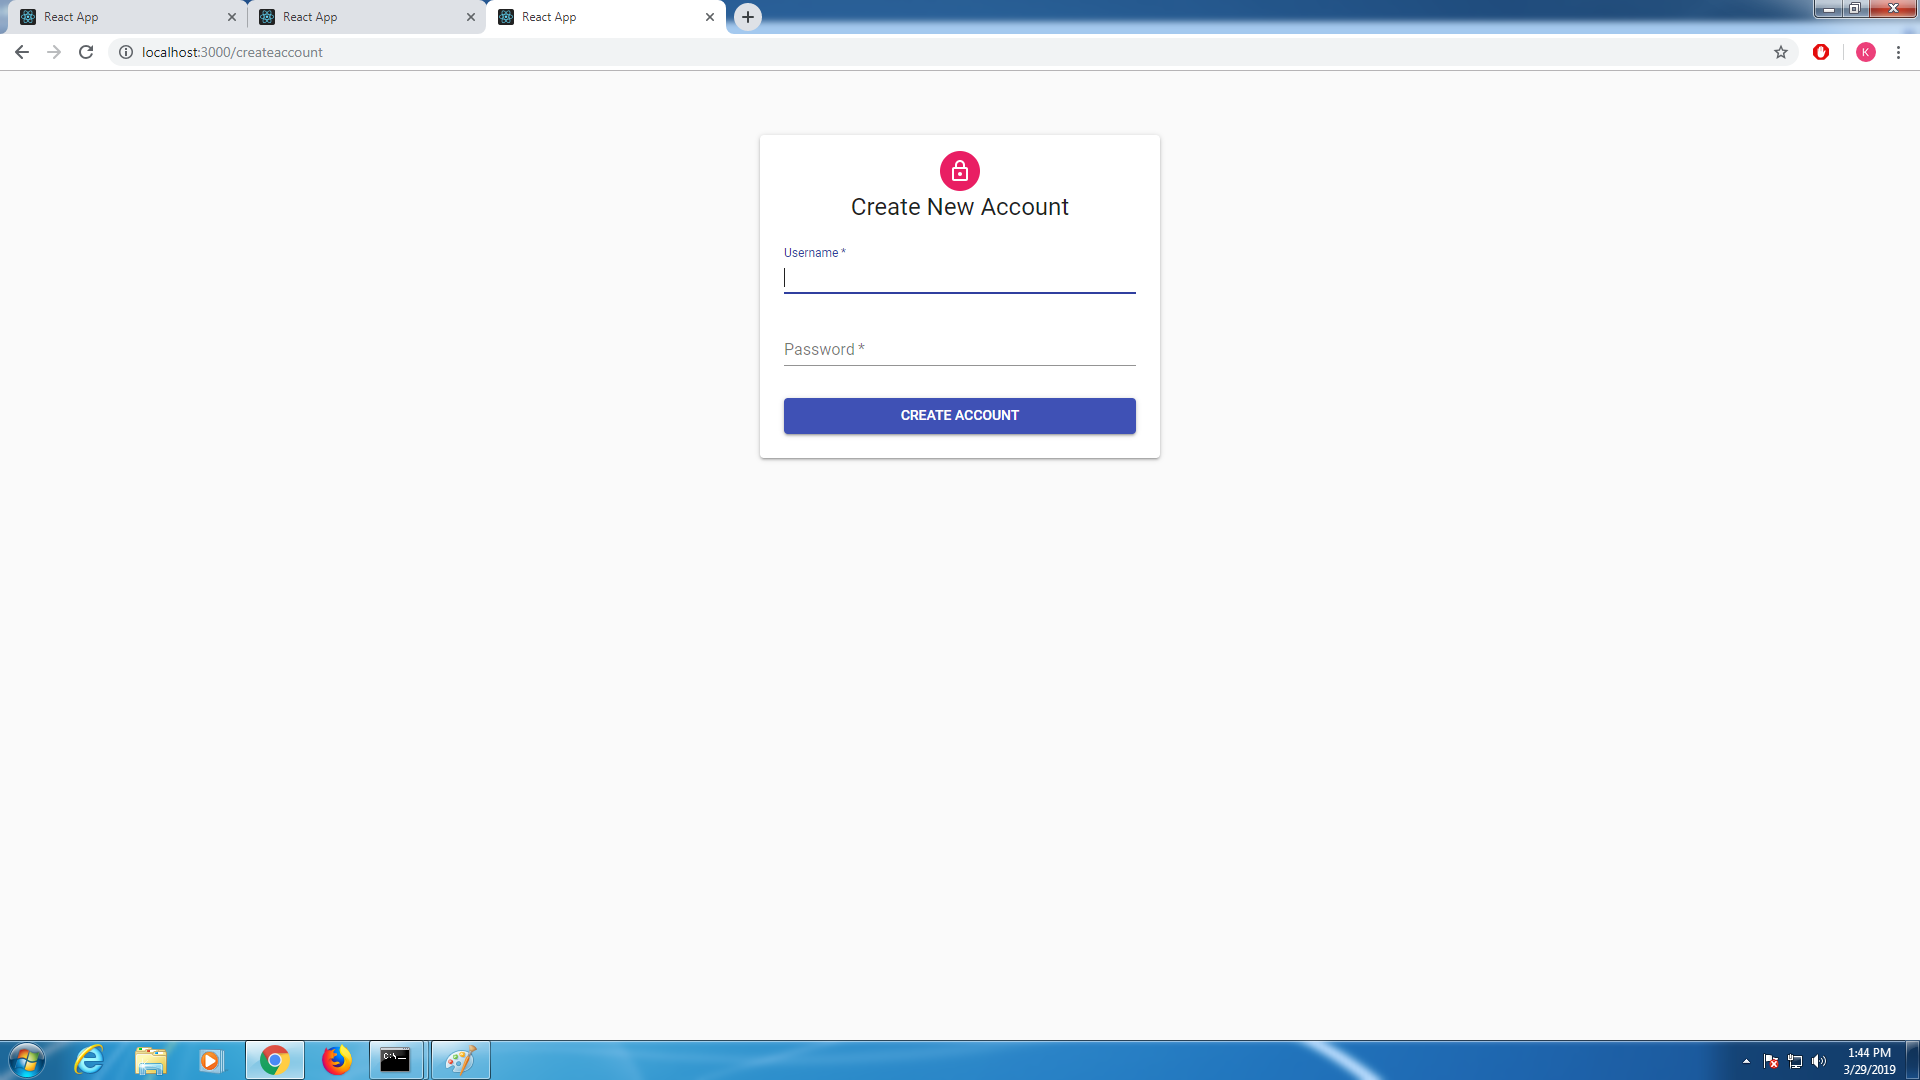 React App
React App
React App
localhost:3000/createaccount
K
Create New Account
Username *
Password *
CREATE ACCOUNT
C:\_
1:44 PM
3/29/2019